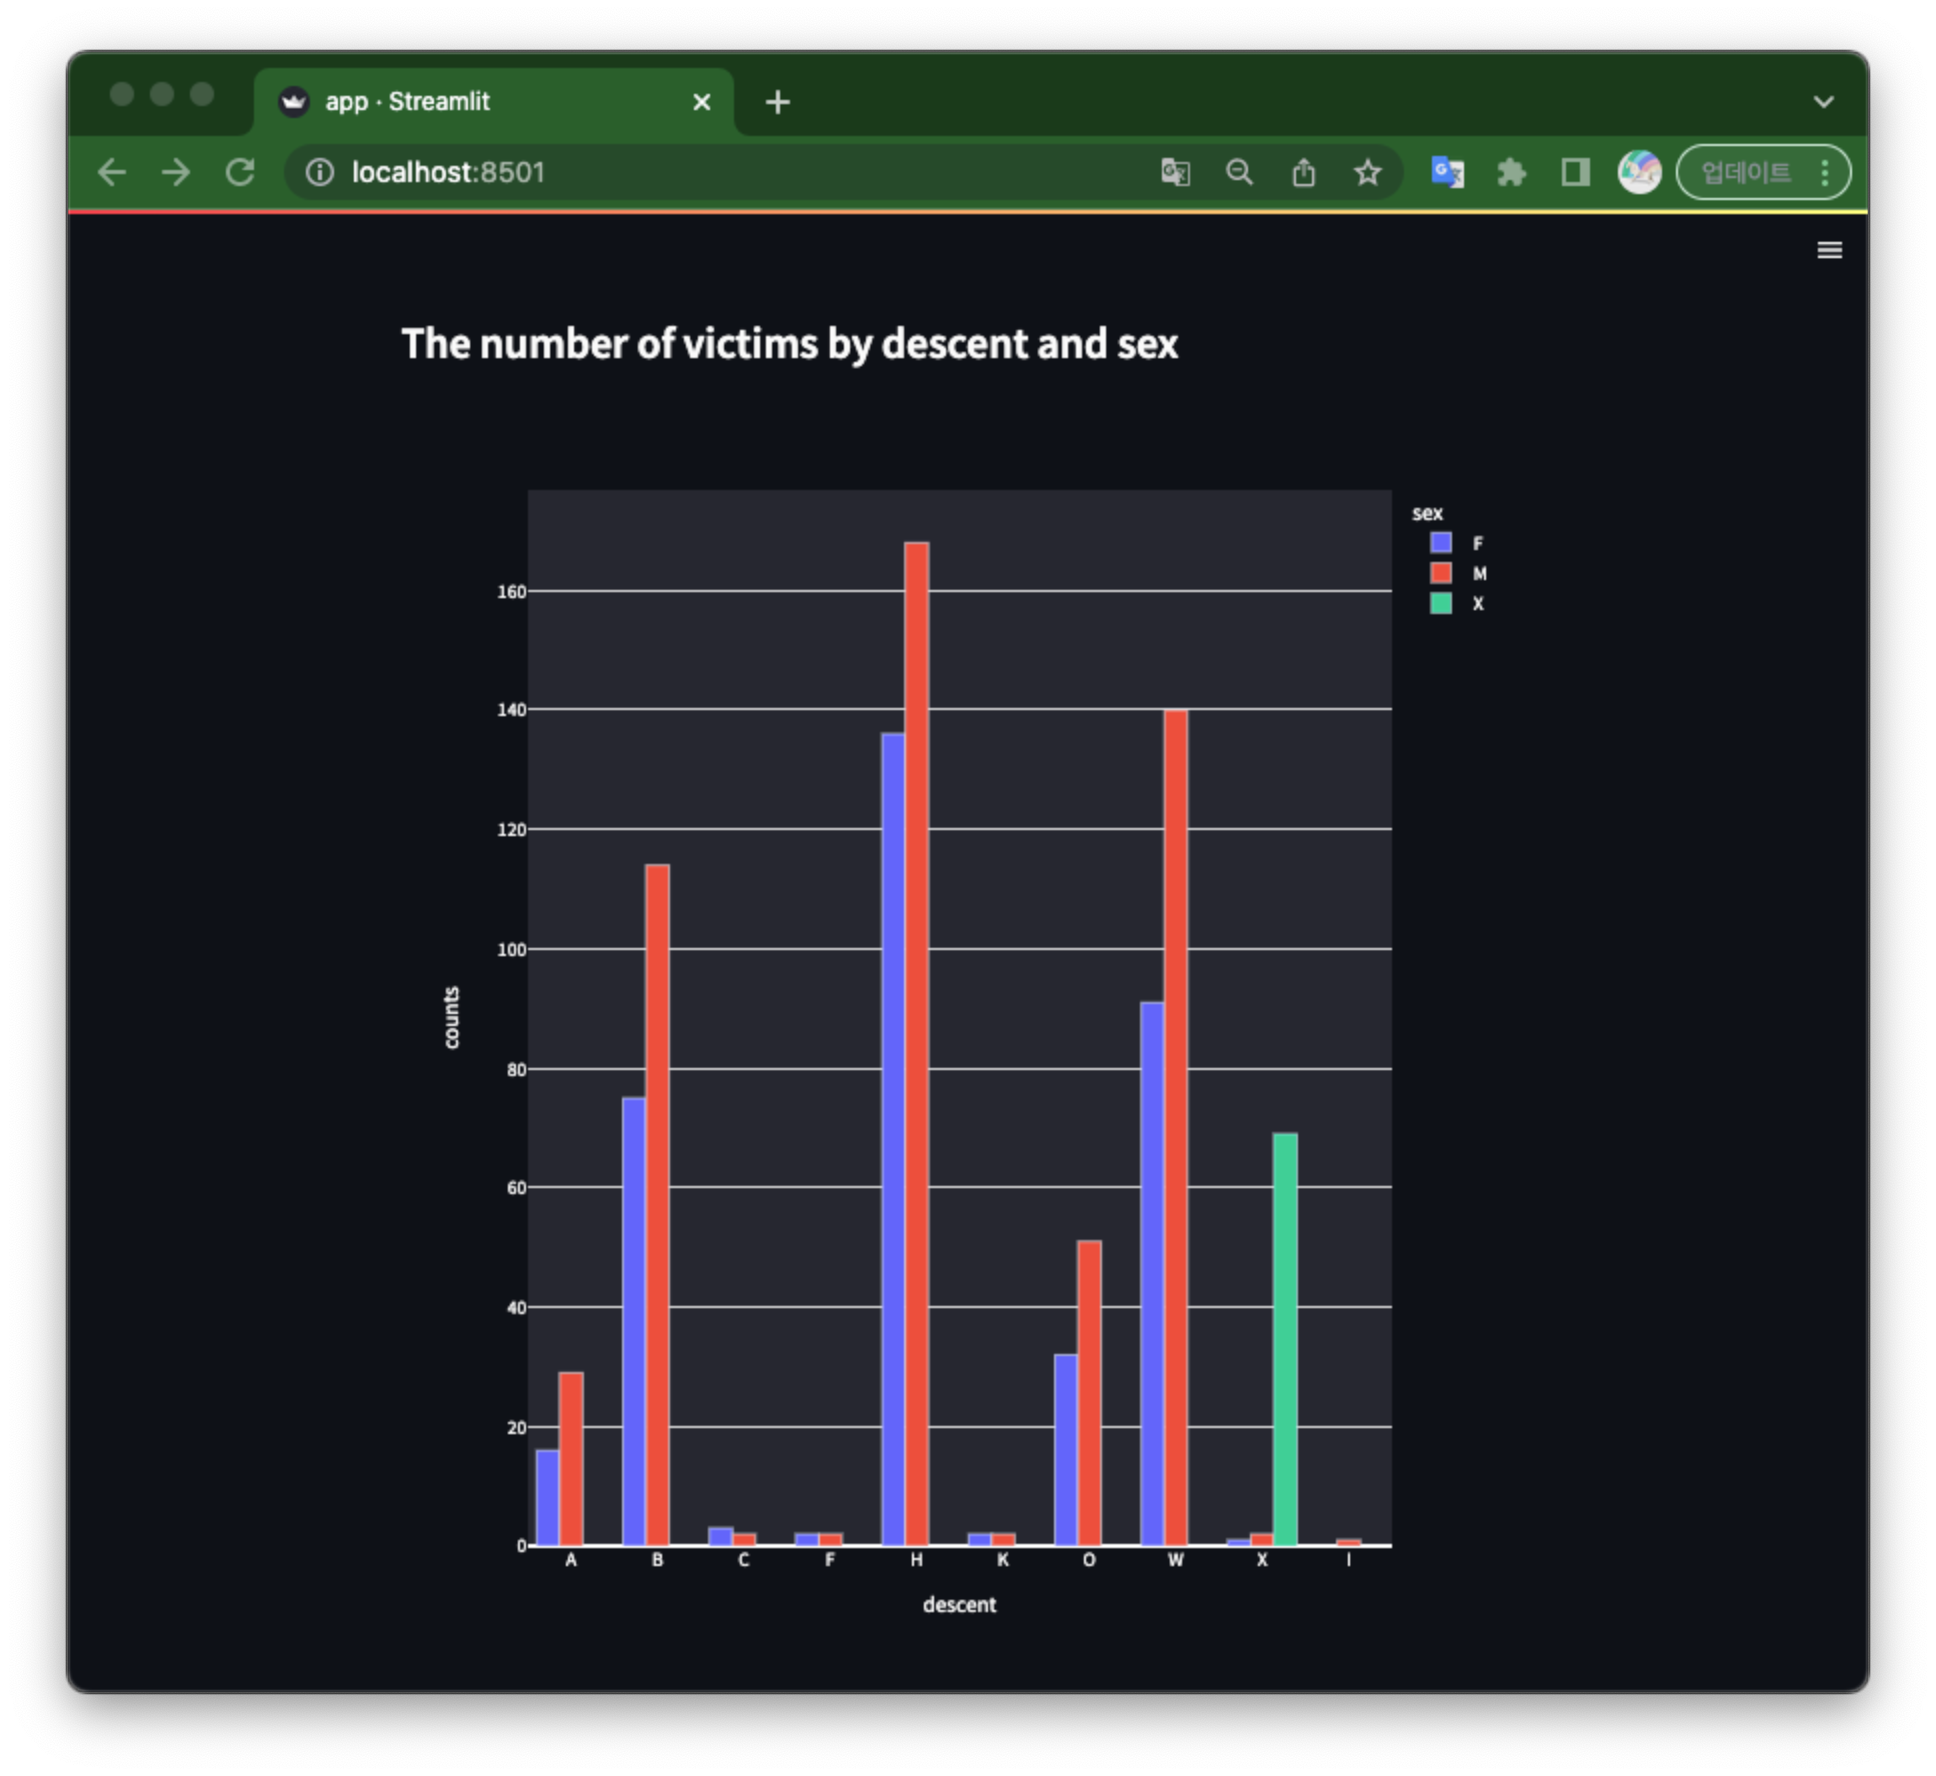 app · Streamlit
localhost:8501
업데이트
The number of victims by descent and sex
sex
F
M
X
160
140
120
100
80
60
40
20
0
counts
A B C F H K O W X I
descent